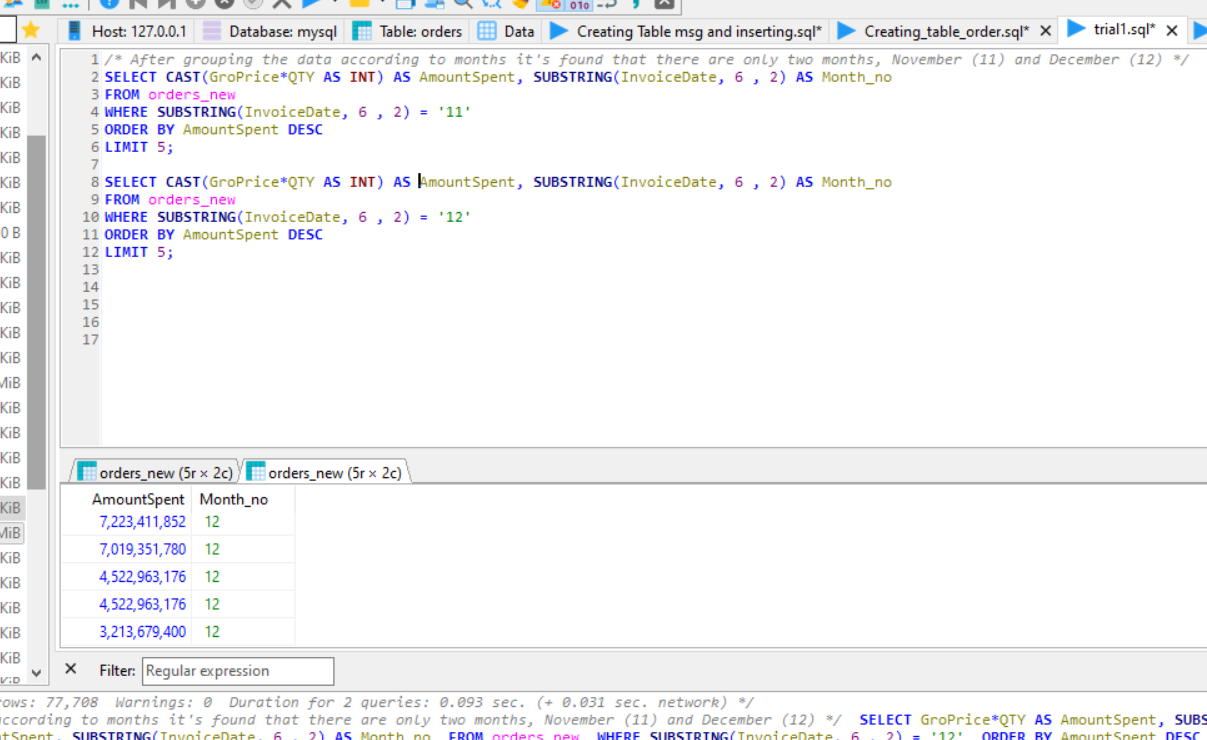 Host: 127.0.0.1 Database: mysql Table: orders Data Creating Table msg and inserting.sql* Creating_table_order.sql* trial1.sql*
KiB
KiB
KiB
KiB
KiB
KiB
KiB
0 B
KiB
KiB
KiB
KiB
KiB
MiB
KiB
KiB
KiB
KiB
KiB
MiB
KiB
KiB
KiB
KiB
KiB
KiB
1 /* After grouping the data according to months it's found that there are only two months, November (11) and December (12) */
2 SELECT CAST(GroPrice*QTY AS INT) AS AmountSpent, SUBSTRING(InvoiceDate, 6 , 2) AS Month_no
3 FROM orders_new
4 WHERE SUBSTRING(InvoiceDate, 6 , 2) = '11'
5 ORDER BY AmountSpent DESC
6 LIMIT 5;
7
8 SELECT CAST(GroPrice*QTY AS INT) AS AmountSpent, SUBSTRING(InvoiceDate, 6 , 2) AS Month_no
9 FROM orders_new
10 WHERE SUBSTRING(InvoiceDate, 6 , 2) = '12'
11 ORDER BY AmountSpent DESC
12 LIMIT 5;
13
14
15
16
17
orders_new (5r × 2c) orders_new (5r × 2c)
AmountSpent Month_no
7,223,411,852 12
7,019,351,780 12
4,522,963,176 12
4,522,963,176 12
3,213,679,400 12
Filter: Regular expression
ows: 77,708 Warnings: 0 Duration for 2 queries: 0.093 sec. (+ 0.031 sec. network) */
according to months it's found that there are only two months, November (11) and December (12) */ SELECT GroPrice*QTY AS AmountSpent, SUBS
ntSpent, SUBSTRING(InvoiceDate, 6 , 2) AS Month_no FROM orders_new WHERE SUBSTRING(InvoiceDate, 6 , 2) = '12' ORDER BY AmountSpent DESC